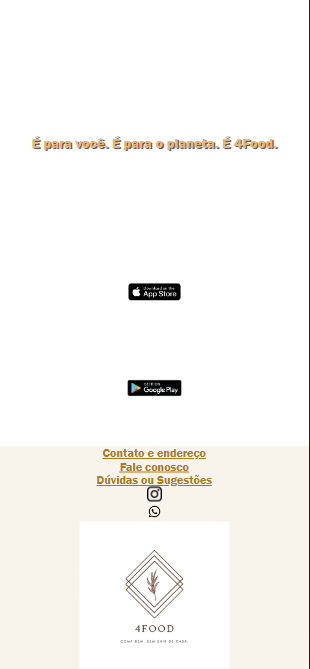 É para você. É para o planeta. É 4Food.
Download on the
App Store
GET IT ON
Google Play
Contato e endereço
Fale conosco
Dúvidas ou Sugestões
4FOOD
COMA BEM, SEM SAIR DE CASA.